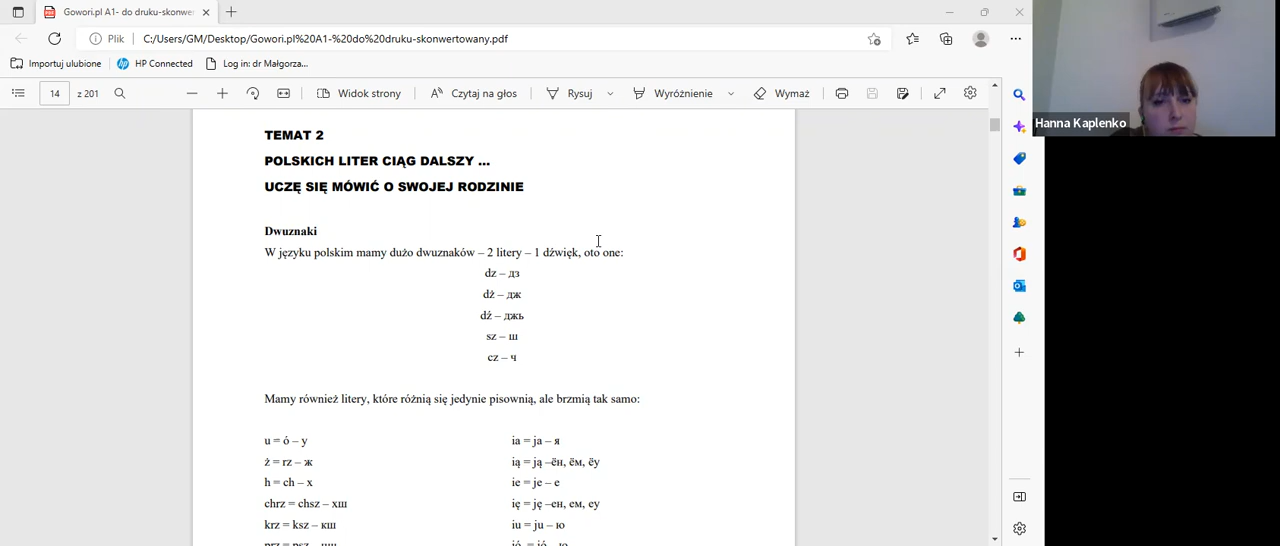 Gowori.pl A1- do druku-skonwer
Plik
C:/Users/GM/Desktop/Gowori.pl%20A1-%20do%20druku-skonwertowany.pdf
Importuj ulubione
HP Connected
Log in: dr Małgorza...
14
z 201
Widok strony
Czytaj na głos
Rysuj
Wyróżnienie
Wymaż
Hanna Kaplenko
TEMAT 2
POLSKICH LITER CIĄG DALSZY ...
UCZĘ SIĘ MÓWIĆ O SWOJEJ RODZINIE
Dwuznaki
W języku polskim mamy dużo dwuznaków – 2 litery – 1 dźwięk, oto one:
dz – дз
dż – дж
dź – джь
sz – ш
cz – ч
Mamy również litery, które różnią się jedynie pisownią, ale brzmią tak samo:
u = ó – у
ia = ja – я
ż = rz – ж
ią = ją –ён, ём, ёу
h = ch – х
ie = je – е
chrz = chsz – хш
ię = ję –ен, ем, еу
krz = ksz – кш
iu = ju – ю